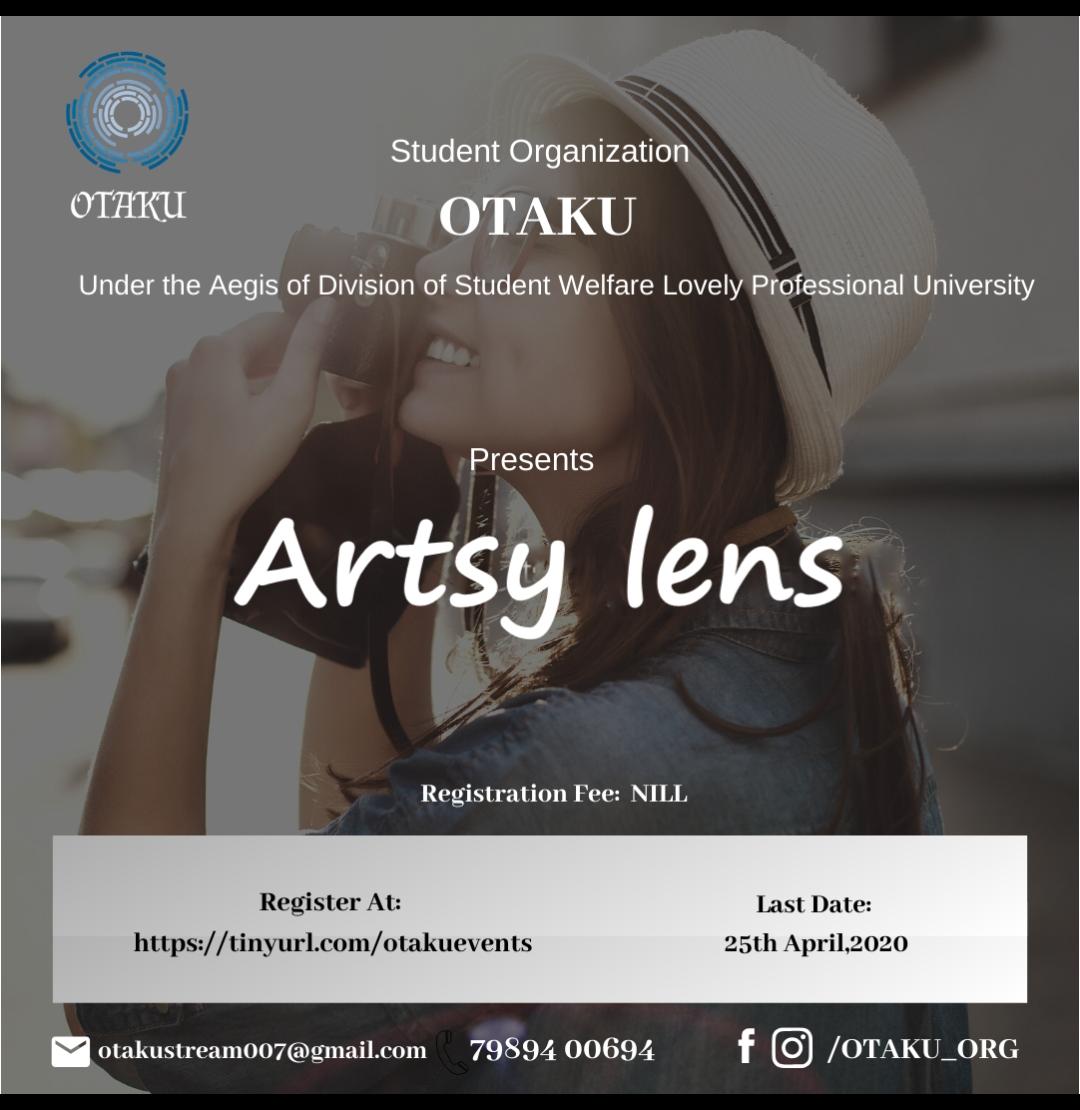 OTAKU
Student Organization
OTAKU
Under the Aegis of Division of Student Welfare Lovely Professional University
Presents
Artsy lens
Registration Fee: NILL
Register At:
https://tinyurl.com/otakuevents
Last Date:
25th April,2020
otakustream007@gmail.com
79894 00694
/OTAKU_ORG